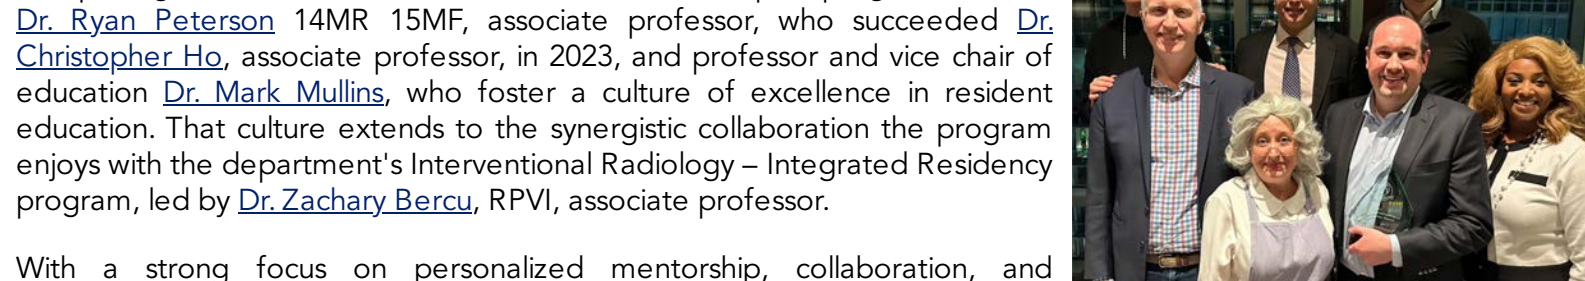 Dr. Ryan Peterson 14MR 15MF, associate professor, who succeeded Dr.
Christopher Ho, associate professor, in 2023, and professor and vice chair of
education Dr. Mark Mullins, who foster a culture of excellence in resident
education. That culture extends to the synergistic collaboration the program
enjoys with the department's Interventional Radiology – Integrated Residency
program, led by Dr. Zachary Bercu, RPVI, associate professor.
With a strong focus on personalized mentorship, collaboration, and